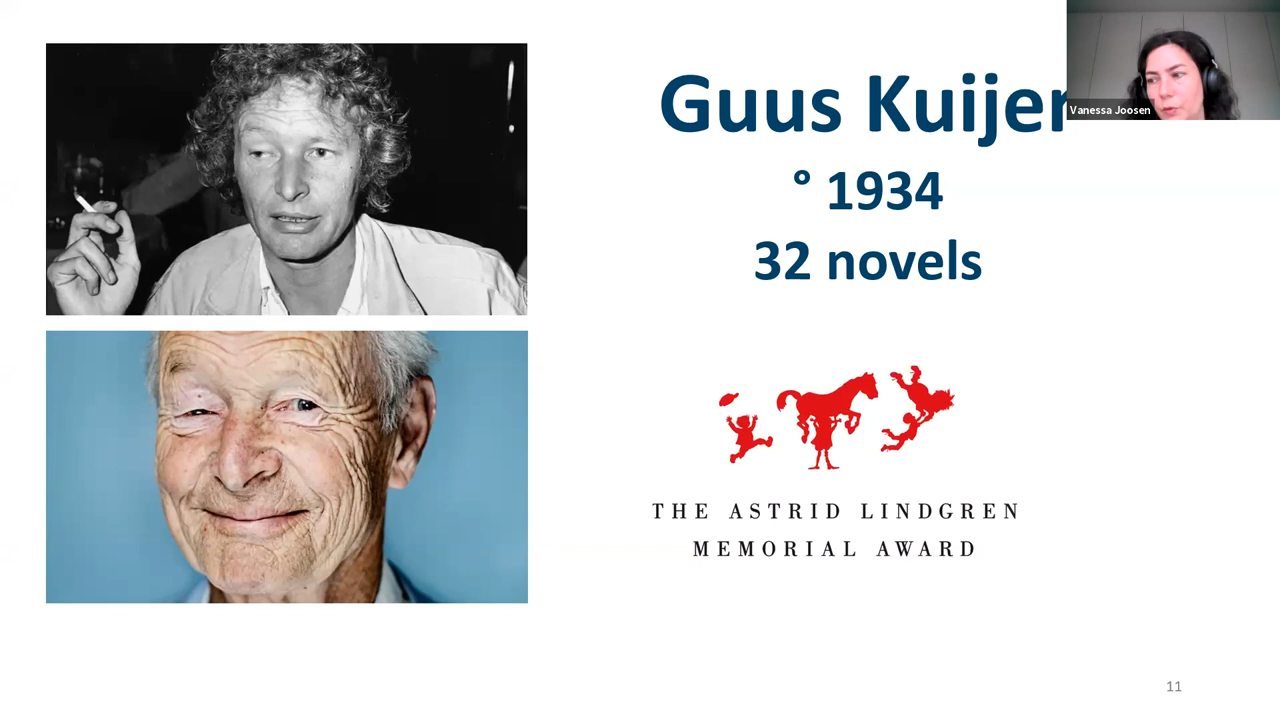 Guus Kuijer
° 1934
32 novels
Vanessa Joosen
THE ASTRID LINDGREN
MEMORIAL AWARD
11